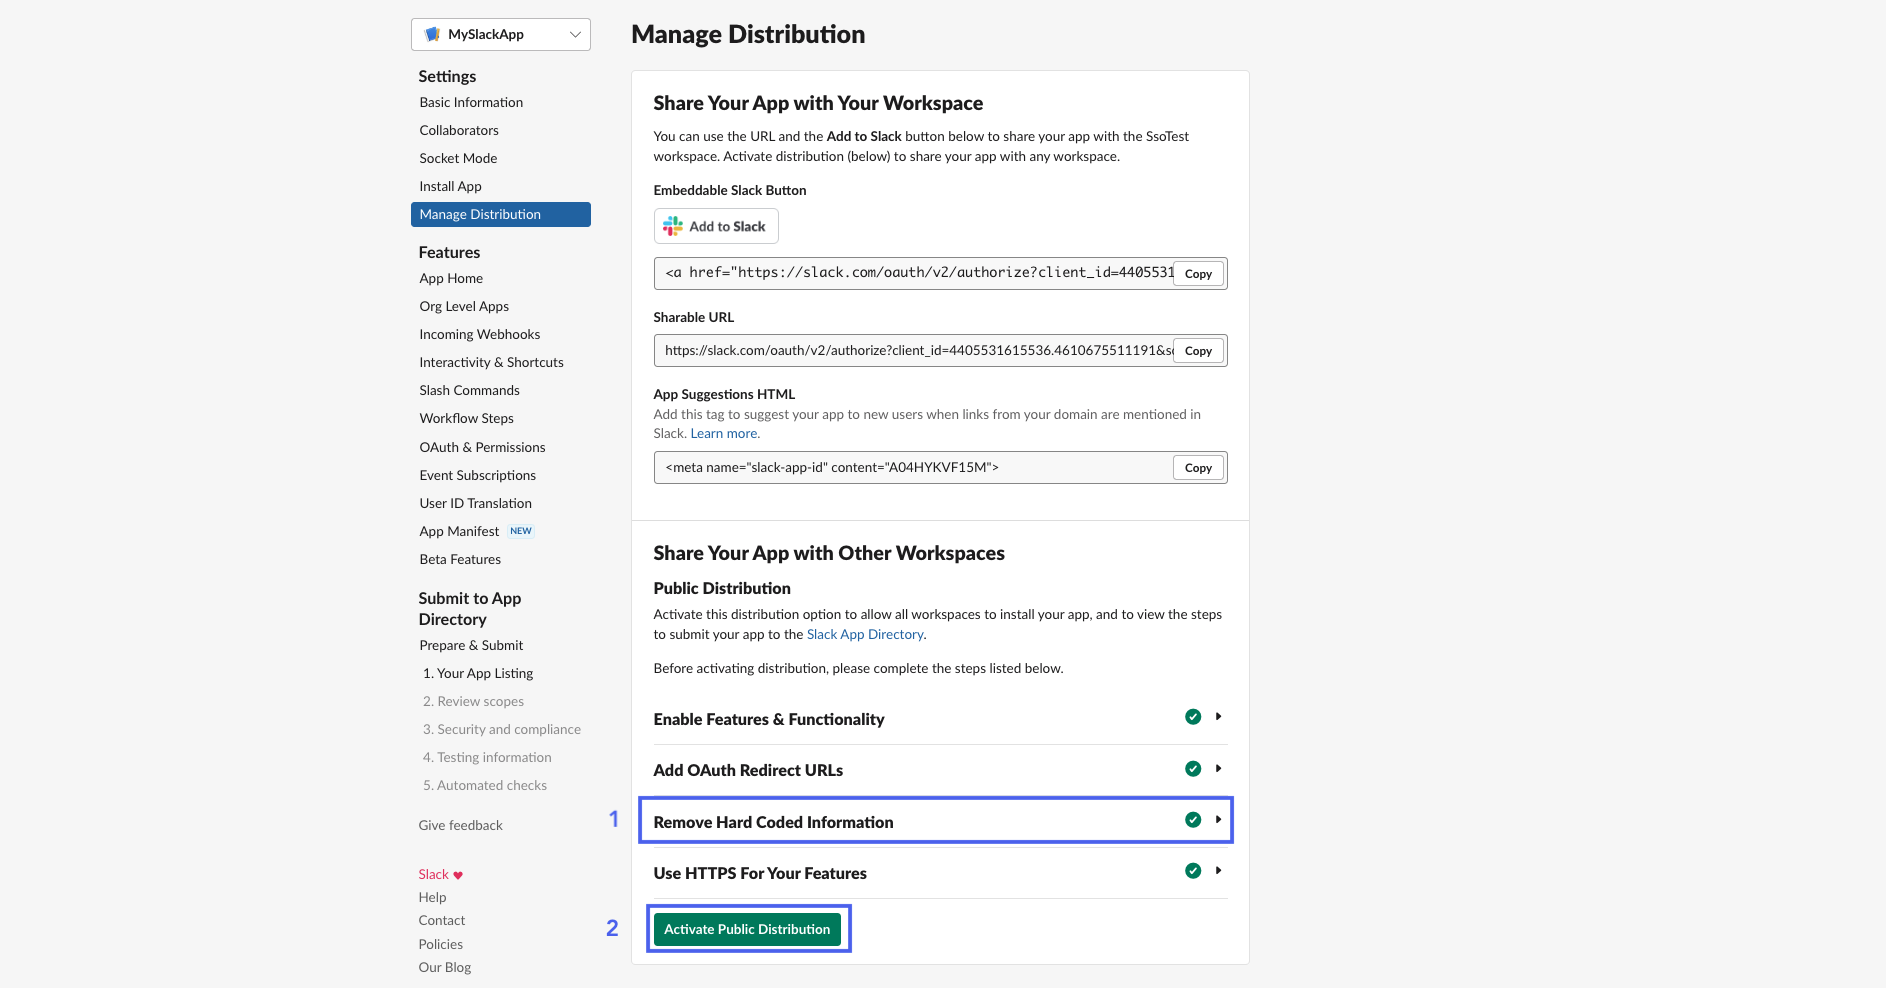 MySlackApp
Settings
Basic Information
Collaborators
Socket Mode
Install App
Manage Distribution
Features
App Home
Org Level Apps
Incoming Webhooks
Interactivity & Shortcuts
Slash Commands
Workflow Steps
OAuth & Permissions
Event Subscriptions
User ID Translation
App Manifest NEW
Beta Features
Submit to App
Directory
Prepare & Submit
1. Your App Listing
2. Review scopes
3. Security and compliance
4. Testing information
5. Automated checks
Give feedback
Slack
Help
Contact
Policies
Our Blog
Manage Distribution
Share Your App with Your Workspace
You can use the URL and the Add to Slack button below to share your app with the SsoTest
workspace. Activate distribution (below) to share your app with any workspace.
Embeddable Slack Button
Add to Slack
<a href="https://slack.com/oauth/v2/authorize?client_id=4405531 Copy
Sharable URL
https://slack.com/oauth/v2/authorize?client_id=4405531615536.4610675511191&s Copy
App Suggestions HTML
Add this tag to suggest your app to new users when links from your domain are mentioned in
Slack. Learn more.
<meta name="slack-app-id" content="A04HYKVF15M"> Copy
Share Your App with Other Workspaces
Public Distribution
Activate this distribution option to allow all workspaces to install your app, and to view the steps
to submit your app to the Slack App Directory.
Before activating distribution, please complete the steps listed below.
Enable Features & Functionality
Add OAuth Redirect URLs
1 Remove Hard Coded Information
Use HTTPS For Your Features
2 Activate Public Distribution